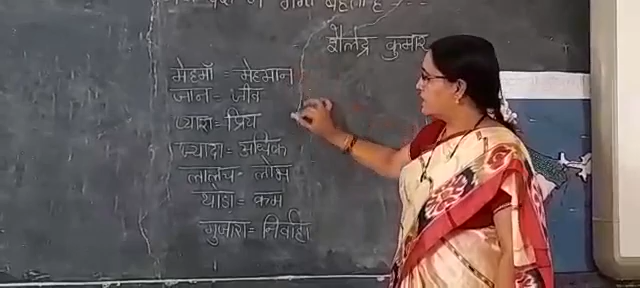 में गंगा बहती है
शैलेंद्र कुमार
मेहमाँ = मेहमान
जान = जीव
प्यारा = प्रिय
ज़्यादा = अधिक
लालच = लोभ
थोड़ा = कम
गुजारा = निर्वाह